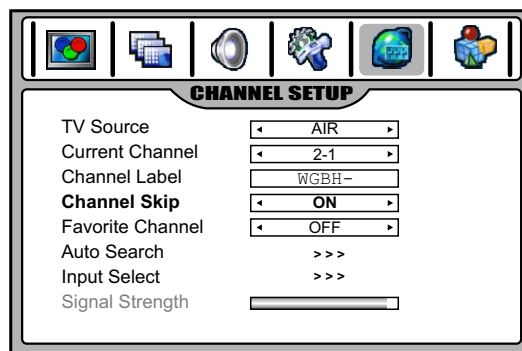 CHANNEL SETUP
TV Source AIR
Current Channel 2-1
Channel Label WGBH-
Channel Skip ON
Favorite Channel OFF
Auto Search >>>
Input Select >>>
Signal Strength